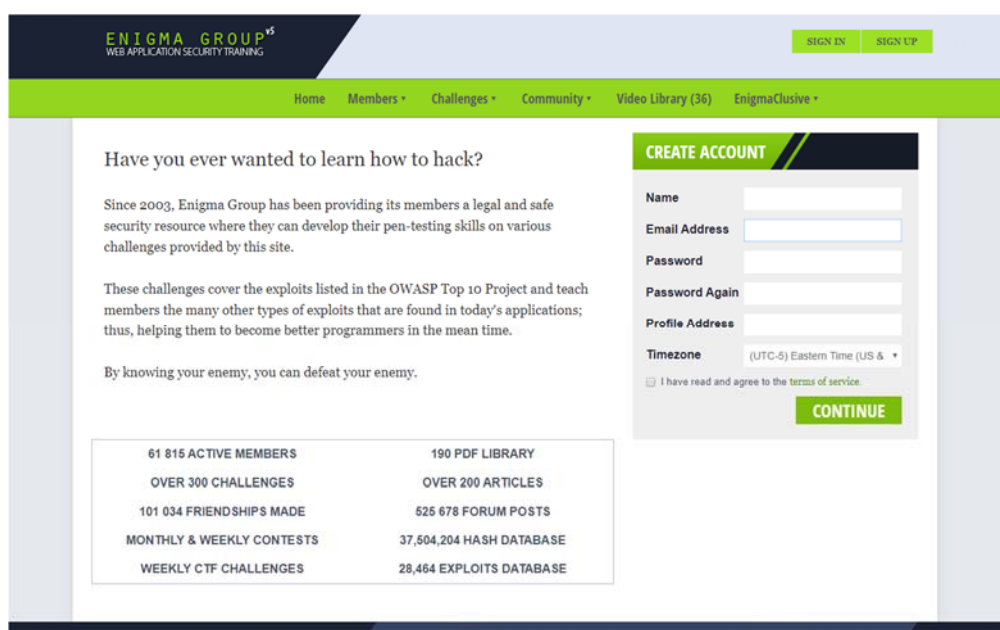 ENIGMA GROUP v5
WEB APPLICATION SECURITY TRAINING
SIGN IN
SIGN UP
Home
Members
Challenges
Community
Video Library (36)
EnigmaClusive
Have you ever wanted to learn how to hack?
Since 2003, Enigma Group has been providing its members a legal and safe
security resource where they can develop their pen-testing skills on various
challenges provided by this site.
These challenges cover the exploits listed in the OWASP Top 10 Project and teach
members the many other types of exploits that are found in today's applications;
thus, helping them to become better programmers in the mean time.
By knowing your enemy, you can defeat your enemy.
61 815 ACTIVE MEMBERS
190 PDF LIBRARY
OVER 300 CHALLENGES
OVER 200 ARTICLES
101 034 FRIENDSHIPS MADE
525 678 FORUM POSTS
MONTHLY & WEEKLY CONTESTS
37,504,204 HASH DATABASE
WEEKLY CTF CHALLENGES
28,464 EXPLOITS DATABASE
CREATE ACCOUNT
Name
Email Address
Password
Password Again
Profile Address
Timezone
(UTC-5) Eastern Time (US &
I have read and agree to the terms of service.
CONTINUE